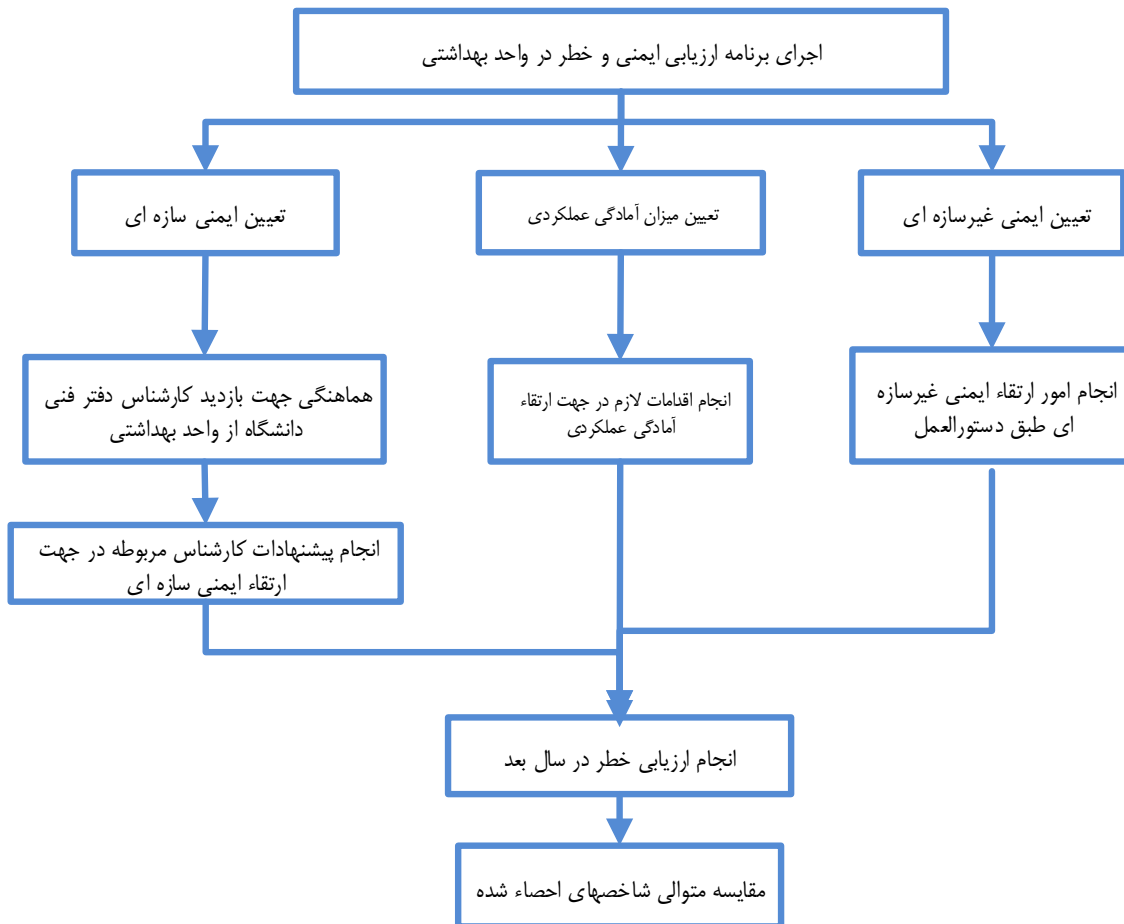 اجرای برنامه ارزیابی ایمنی و خطر در واحد بهداشتی
تعیین ایمنی غیرسازه ای
تعیین میزان آمادگی عملکردی
تعیین ایمنی سازه ای
انجام امور ارتقاء ایمنی غیرسازه
ای طبق دستورالعمل
انجام اقدامات لازم در جهت ارتقاء
آمادگی عملکردی
هماهنگی جهت بازدید کارشناس دفتر فنی
دانشگاه از واحد بهداشتی
انجام پیشنهادات کارشناس مربوطه در جهت
ارتقاء ایمنی سازه ای
انجام ارزیابی خطر در سال بعد
مقایسه متوالی شاخصهای احصاء شده